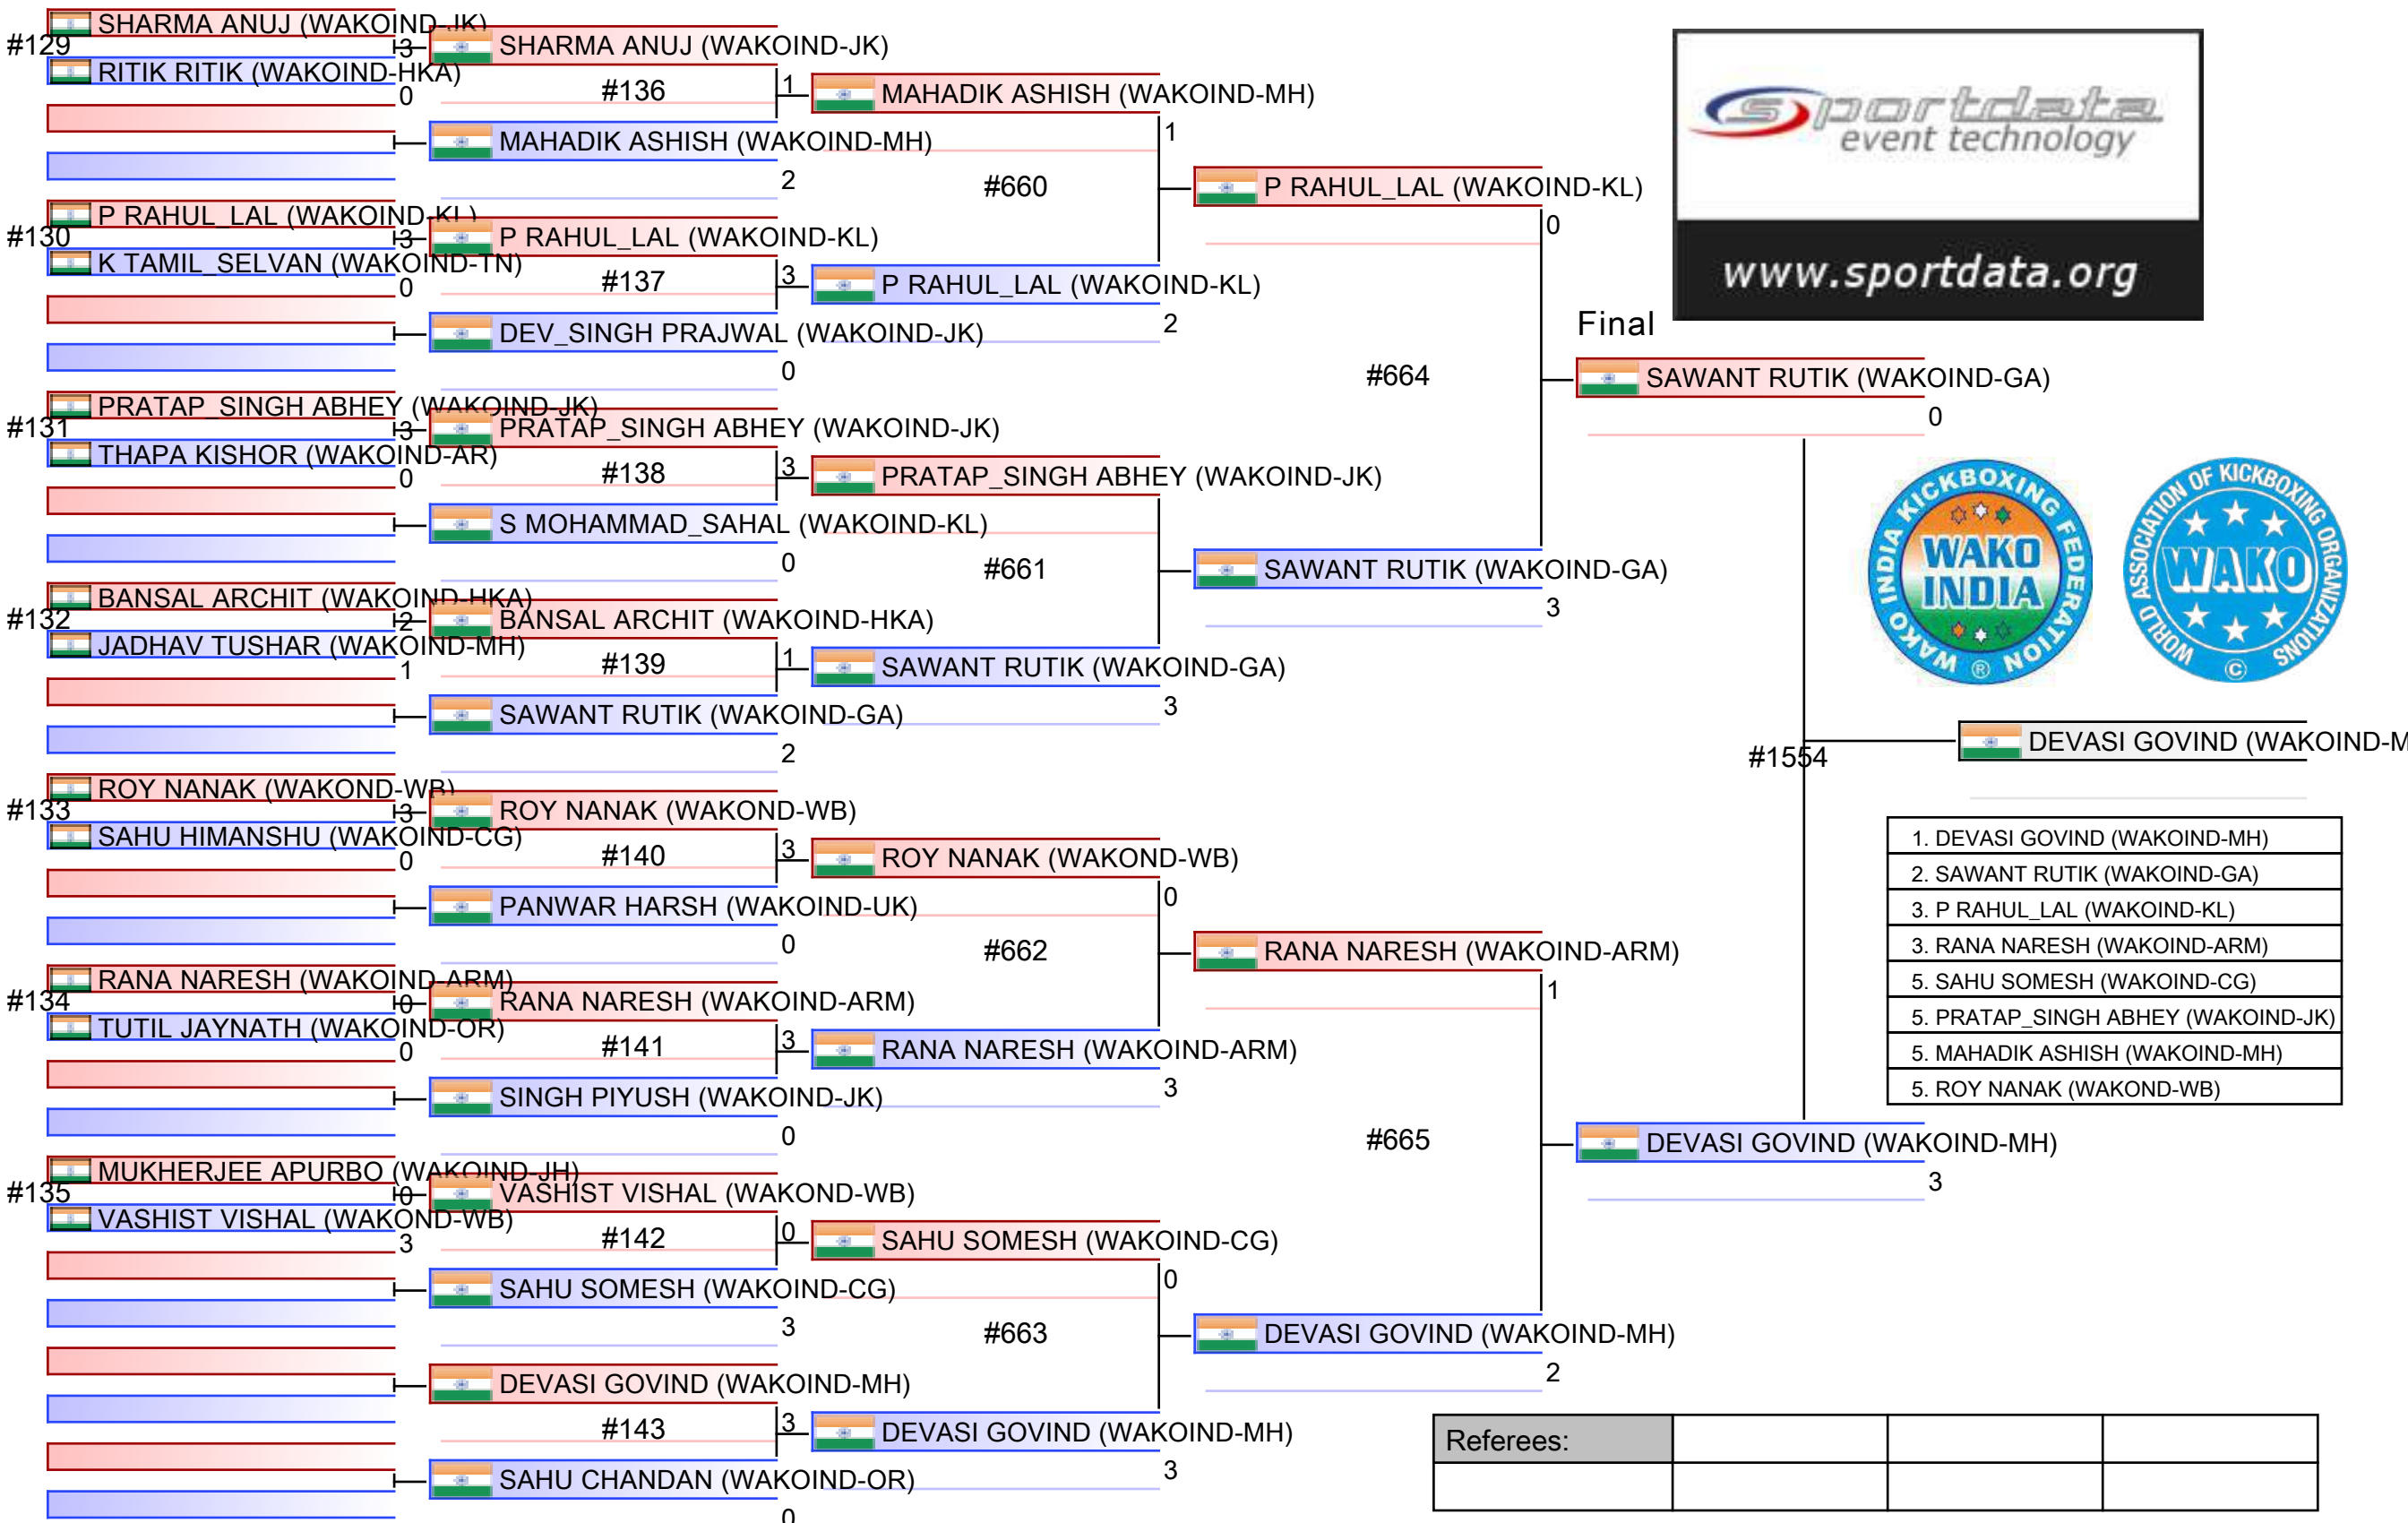 SHARMA ANUJ (WAKOIND-JK)
#129
3
RITIK RITIK (WAKOIND-HKA)
0
P RAHUL_LAL (WAKOIND-KL)
#130
3
K TAMIL_SELVAN (WAKOIND-TN)
0
PRATAP_SINGH ABHEY (WAKOIND-JK)
#131
3
THAPA KISHOR (WAKOIND-AR)
0
BANSAL ARCHIT (WAKOIND-HKA)
#132
2
JADHAV TUSHAR (WAKOIND-MH)
1
ROY NANAK (WAKOND-WB)
#133
3
SAHU HIMANSHU (WAKOIND-CG)
0
RANA NARESH (WAKOIND-ARM)
#134
0
TUTIL JAYNATH (WAKOIND-OR)
0
MUKHERJEE APURBO (WAKOIND-JH)
#135
0
VASHIST VISHAL (WAKOND-WB)
3
SHARMA ANUJ (WAKOIND-JK)
#136
1
MAHADIK ASHISH (WAKOIND-MH)
2
P RAHUL_LAL (WAKOIND-KL)
#137
3
DEV_SINGH PRAJWAL (WAKOIND-JK)
0
PRATAP_SINGH ABHEY (WAKOIND-JK)
#138
3
S MOHAMMAD_SAHAL (WAKOIND-KL)
0
BANSAL ARCHIT (WAKOIND-HKA)
#139
1
SAWANT RUTIK (WAKOIND-GA)
2
ROY NANAK (WAKOND-WB)
#140
3
PANWAR HARSH (WAKOIND-UK)
0
RANA NARESH (WAKOIND-ARM)
#141
3
SINGH PIYUSH (WAKOIND-JK)
0
VASHIST VISHAL (WAKOND-WB)
#142
0
SAHU SOMESH (WAKOIND-CG)
3
DEVASI GOVIND (WAKOIND-MH)
#143
3
SAHU CHANDAN (WAKOIND-OR)
0
MAHADIK ASHISH (WAKOIND-MH)
1
#660
P RAHUL_LAL (WAKOIND-KL)
2
PRATAP_SINGH ABHEY (WAKOIND-JK)
#661
SAWANT RUTIK (WAKOIND-GA)
3
ROY NANAK (WAKOND-WB)
0
#662
RANA NARESH (WAKOIND-ARM)
3
SAHU SOMESH (WAKOIND-CG)
0
#663
DEVASI GOVIND (WAKOIND-MH)
3
P RAHUL_LAL (WAKOIND-KL)
0
#664
SAWANT RUTIK (WAKOIND-GA)
3
RANA NARESH (WAKOIND-ARM)
1
#665
DEVASI GOVIND (WAKOIND-MH)
2
sportdata
event technology
www.sportdata.org
Final
SAWANT RUTIK (WAKOIND-GA)
0
#1554
DEVASI GOVIND (WAKOIND-MH)
3
WAKO INDIA KICKBOXING FEDERATION
WAKO
INDIA
®
WORLD ASSOCIATION OF KICKBOXING ORGANIZATIONS
WAKO
©
DEVASI GOVIND (WAKOIND-M
1. DEVASI GOVIND (WAKOIND-MH)
2. SAWANT RUTIK (WAKOIND-GA)
3. P RAHUL_LAL (WAKOIND-KL)
3. RANA NARESH (WAKOIND-ARM)
5. SAHU SOMESH (WAKOIND-CG)
5. PRATAP_SINGH ABHEY (WAKOIND-JK)
5. MAHADIK ASHISH (WAKOIND-MH)
5. ROY NANAK (WAKOND-WB)
Referees: